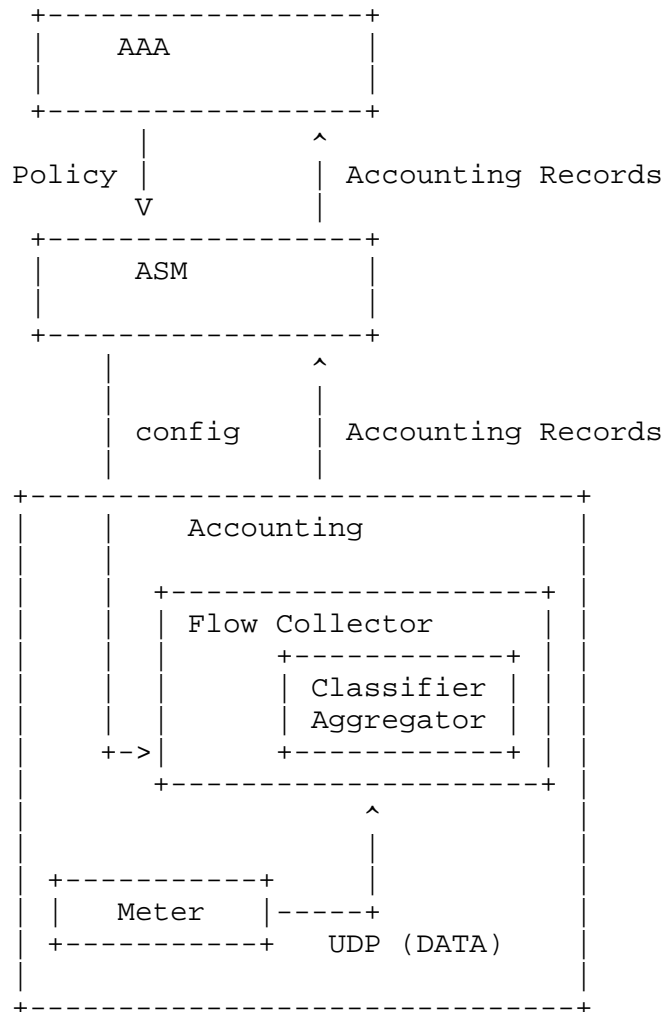 AAA
Policy Accounting Records
V
ASM
config Accounting Records
Accounting
Flow Collector
Classifier
Aggregator
Meter
UDP (DATA)